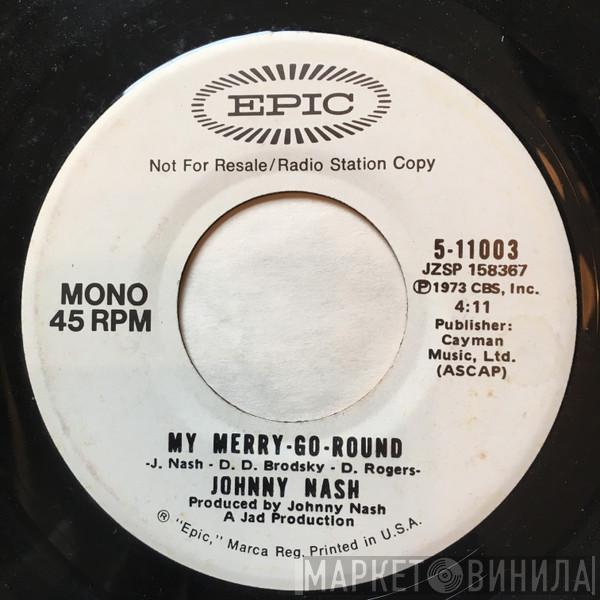 EPIC
Not For Resale/Radio Station Copy
MONO
45 RPM
5-11003
JZSP 158367
Ⓟ1973 CBS, Inc.
4:11
Publisher:
Cayman
Music, Ltd.
(ASCAP)
MY MERRY-GO-ROUND
-J. Nash - D. D. Brodsky - D. Rogers-
JOHNNY NASH
Produced by Johnny Nash
A Jad Production
® "Epic," Marca Reg. Printed in U.S.A.
МАРКЕТ ВИНИЛА